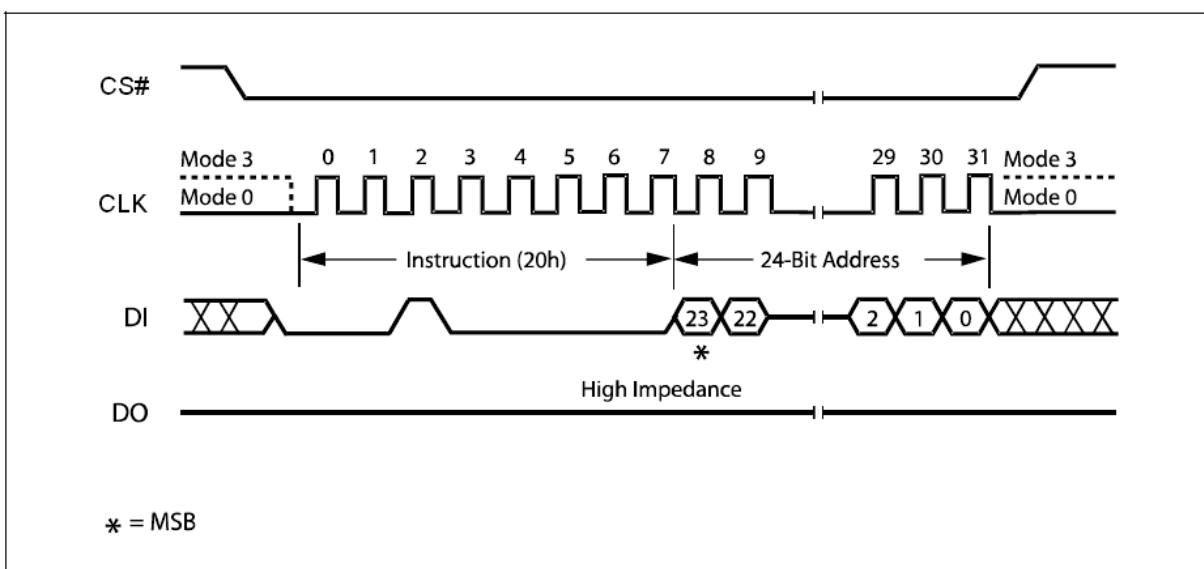 CS#
Mode 3 0 1 2 3 4 5 6 7 8 9 29 30 31 Mode 3
CLK Mode 0 Mode 0
Instruction (20h) 24-Bit Address
DI 23 22 2 1 0
*
High Impedance
DO
* = MSB